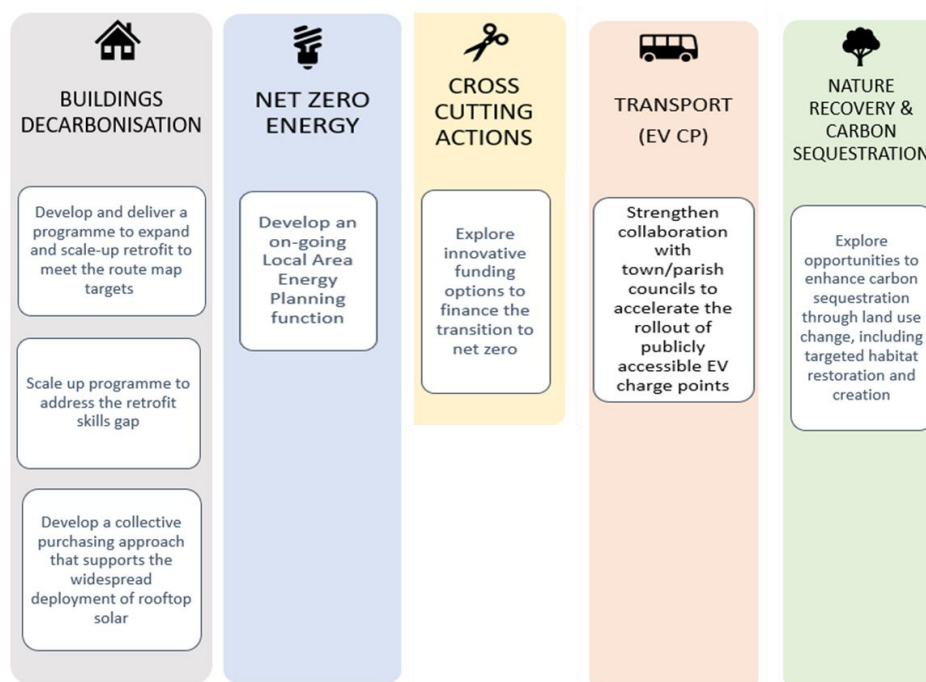 BUILDINGS
DECARBONISATION
Develop and deliver a
programme to expand
and scale-up retrofit to
meet the route map
targets
Scale up programme to
address the retrofit
skills gap
Develop a collective
purchasing approach
that supports the
widespread
deployment of rooftop
solar
NET ZERO
ENERGY
Develop an
on-going
Local Area
Energy
Planning
function
CROSS
CUTTING
ACTIONS
Explore
innovative
funding
options to
finance the
transition to
net zero
TRANSPORT
(EV CP)
Strengthen
collaboration
with
town/parish
councils to
accelerate the
rollout of
publicly
accessible EV
charge points
NATURE
RECOVERY &
CARBON
SEQUESTRATION
Explore
opportunities to
enhance carbon
sequestration
through land use
change, including
targeted habitat
restoration and
creation